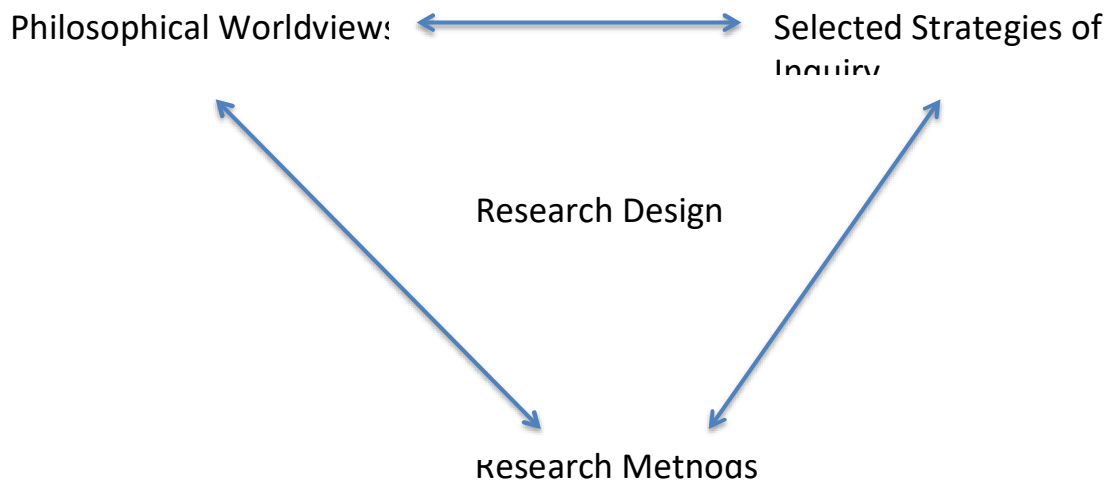 Philosophical Worldviews
Selected Strategies of
Inquiry
Research Design
Research Methods